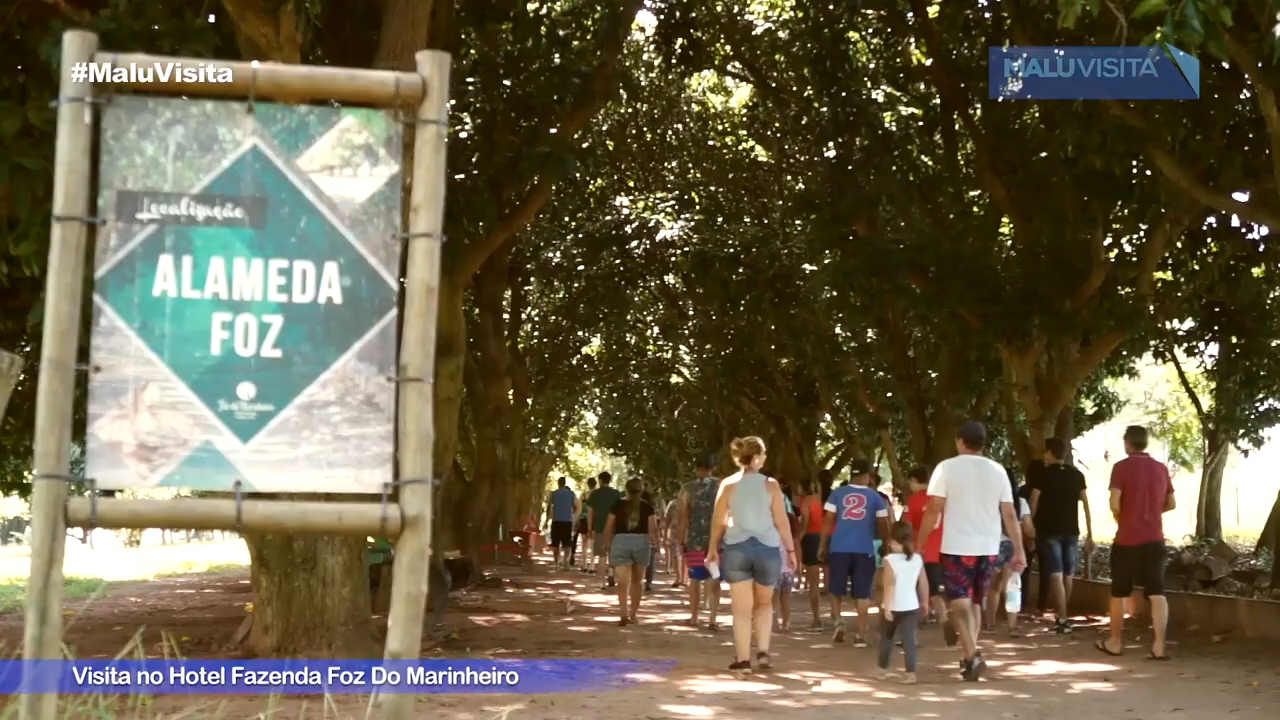 #MaluVisita
MALUVISITA
Localização
ALAMEDA
FOZ
2
Visita no Hotel Fazenda Foz Do Marinheiro